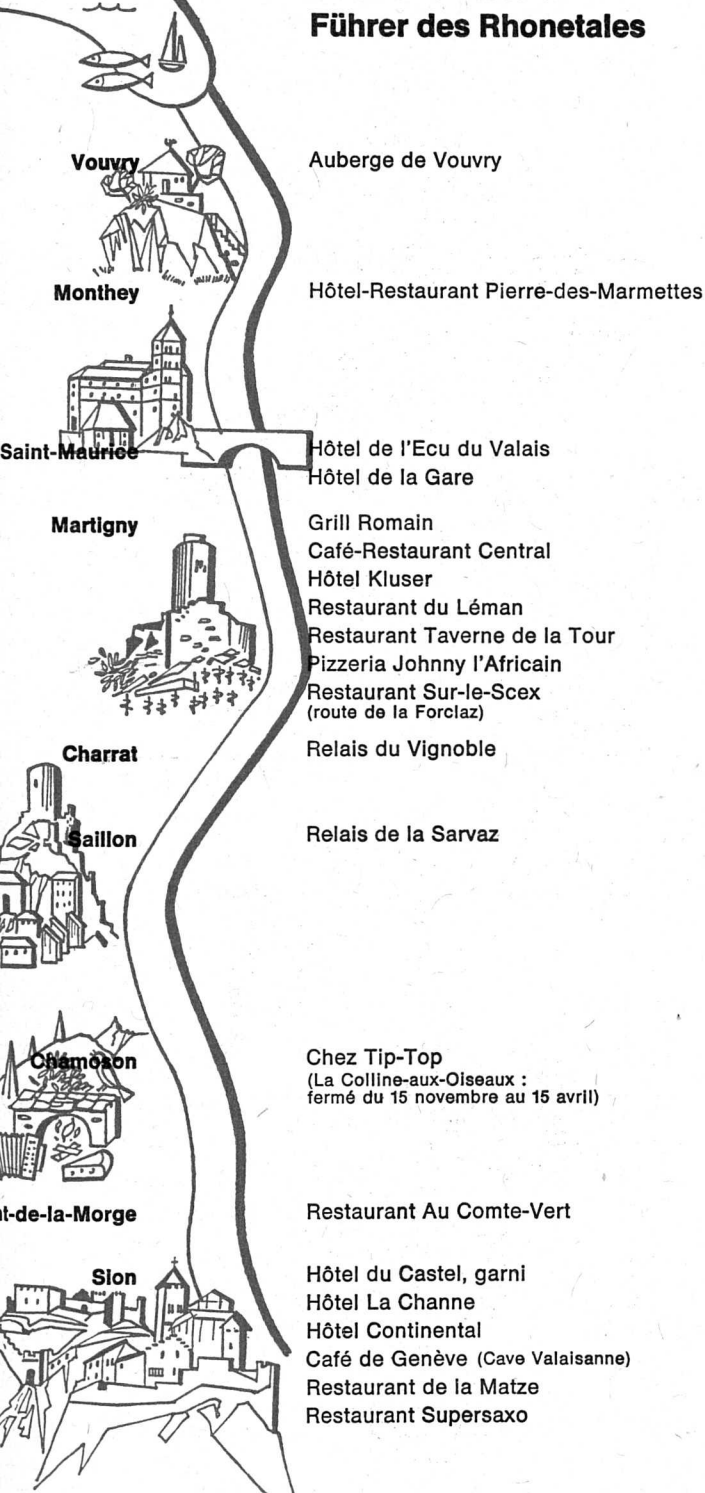 Führer des Rhonetales
Vouvry
Auberge de Vouvry
Monthey
Hôtel-Restaurant Pierre-des-Marmettes
Saint-Maurice
Hôtel de l'Ecu du Valais
Hôtel de la Gare
Martigny
Grill Romain
Café-Restaurant Central
Hôtel Kluser
Restaurant du Léman
Restaurant Taverne de la Tour
Pizzeria Johnny l'Africain
Restaurant Sur-le-Scex
(route de la Forclaz)
Charrat
Relais du Vignoble
Saillon
Relais de la Sarvaz
Chamoson
Chez Tip-Top
(La Colline-aux-Oiseaux :
fermé du 15 novembre au 15 avril)
t-de-la-Morge
Restaurant Au Comte-Vert
Sion
Hôtel du Castel, garni
Hôtel La Channe
Hôtel Continental
Café de Genève (Cave Valaisanne)
Restaurant de la Matze
Restaurant Supersaxo